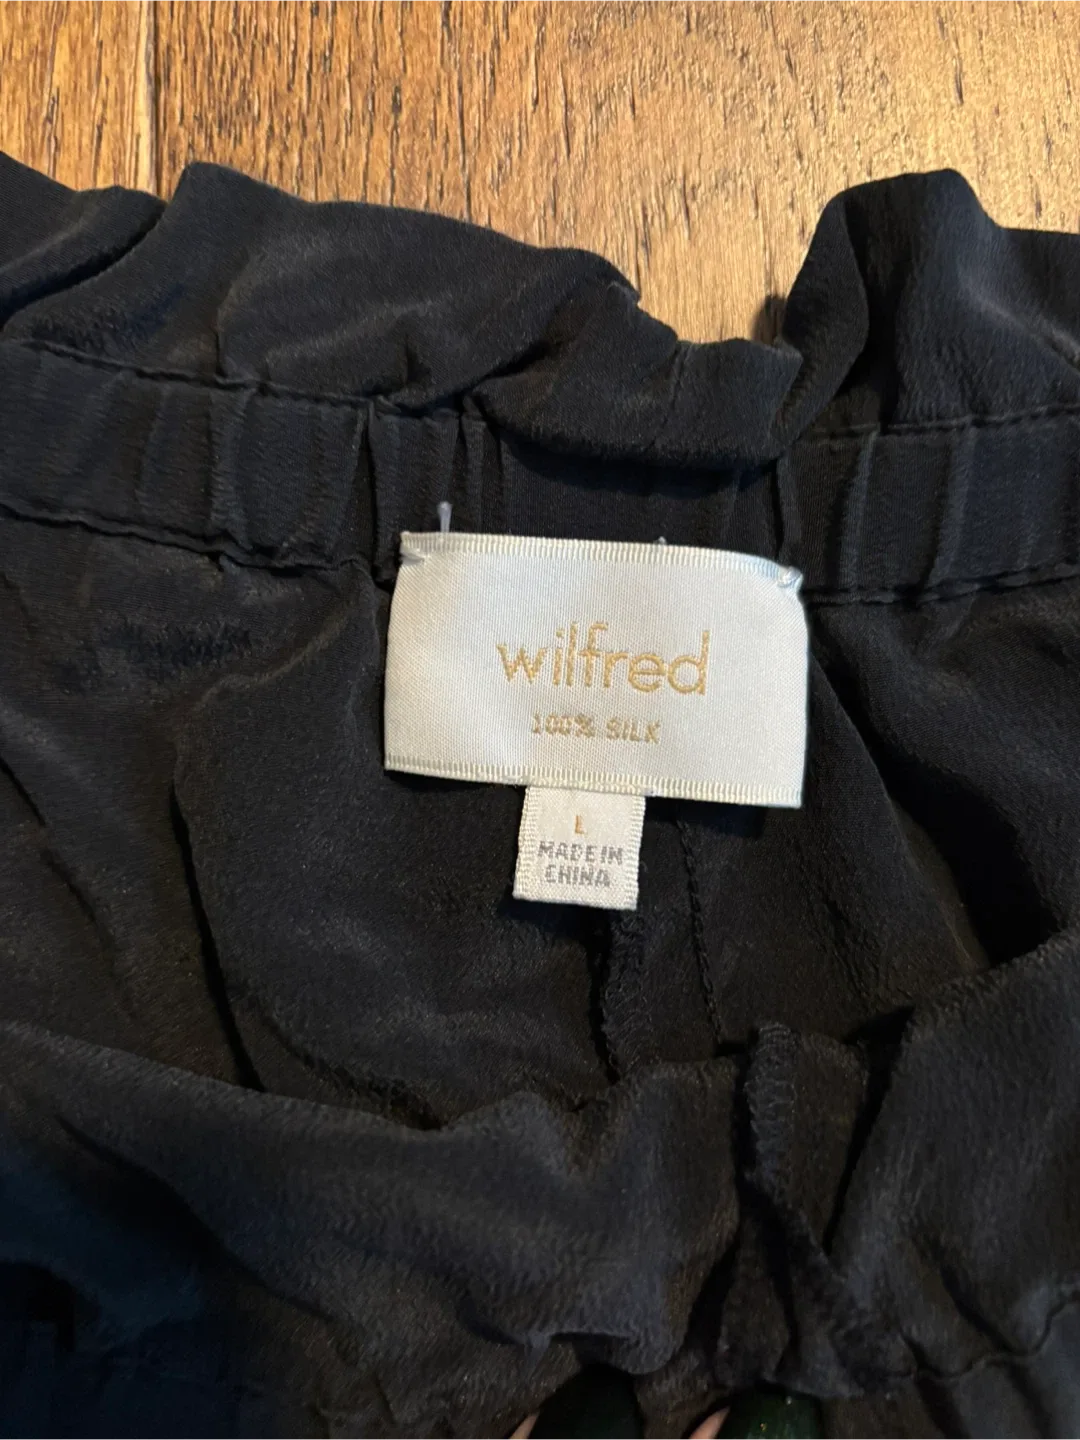 wilfred
100% SILK
L
MADE IN
CHINA